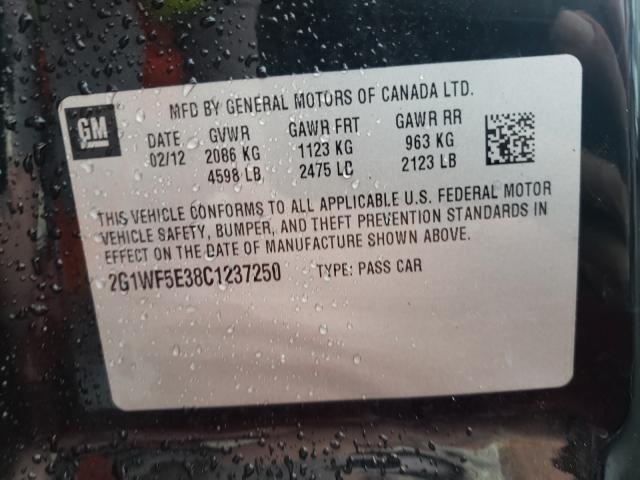 GM
MFD BY GENERAL MOTORS OF CANADA LTD.
DATE GVWR GAWR FRT GAWR RR
02/12 2086 KG 1123 KG 963 KG
4598 LB 2475 LB 2123 LB
THIS VEHICLE CONFORMS TO ALL APPLICABLE U.S. FEDERAL MOTOR
VEHICLE SAFETY, BUMPER, AND THEFT PREVENTION STANDARDS IN
EFFECT ON THE DATE OF MANUFACTURE SHOWN ABOVE.
2G1WF5E38C1237250 TYPE: PASS CAR